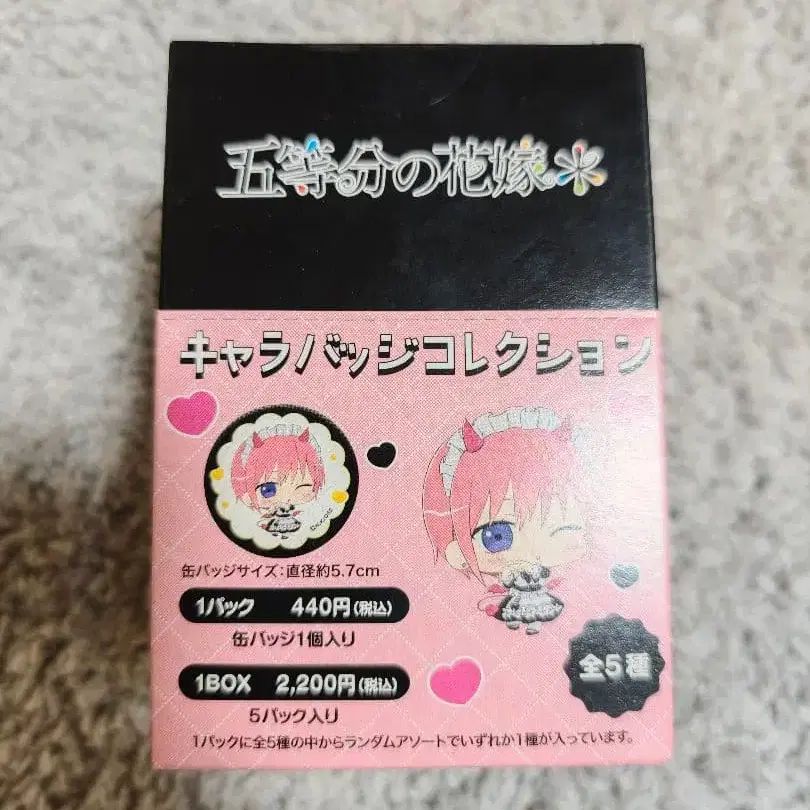 五等分の花嫁*
キャラバッジコレクション
缶バッジサイズ:直径約5.7cm
1パック 440円(税込)
缶バッジ1個入り
1BOX 2,200円(税込)
5パック入り
全5種
1パックに全5種の中からランダムアソートでいずれか1種が入っています。